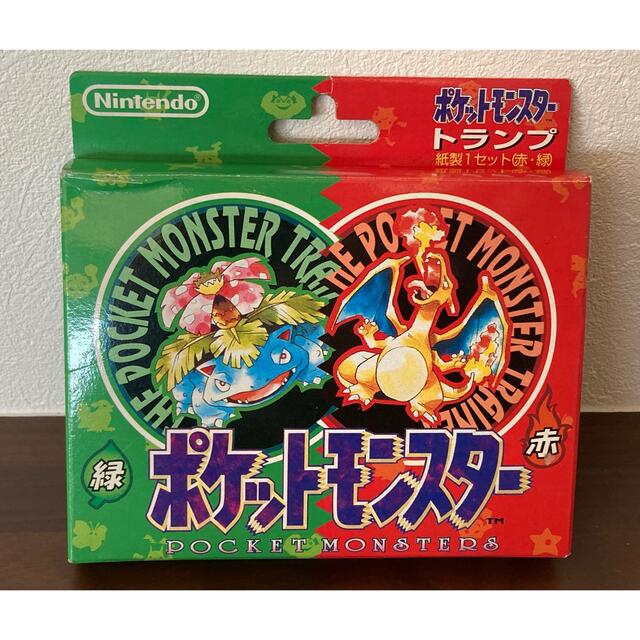 Nintendo
ポケットモンスター
トランプ
紙製1セット(赤・緑)
THE POCKET MONSTER TRAI
THE POCKET MONSTER TRAINE
緑
赤
ポケットモンスター
TM
POCKET MONSTERS